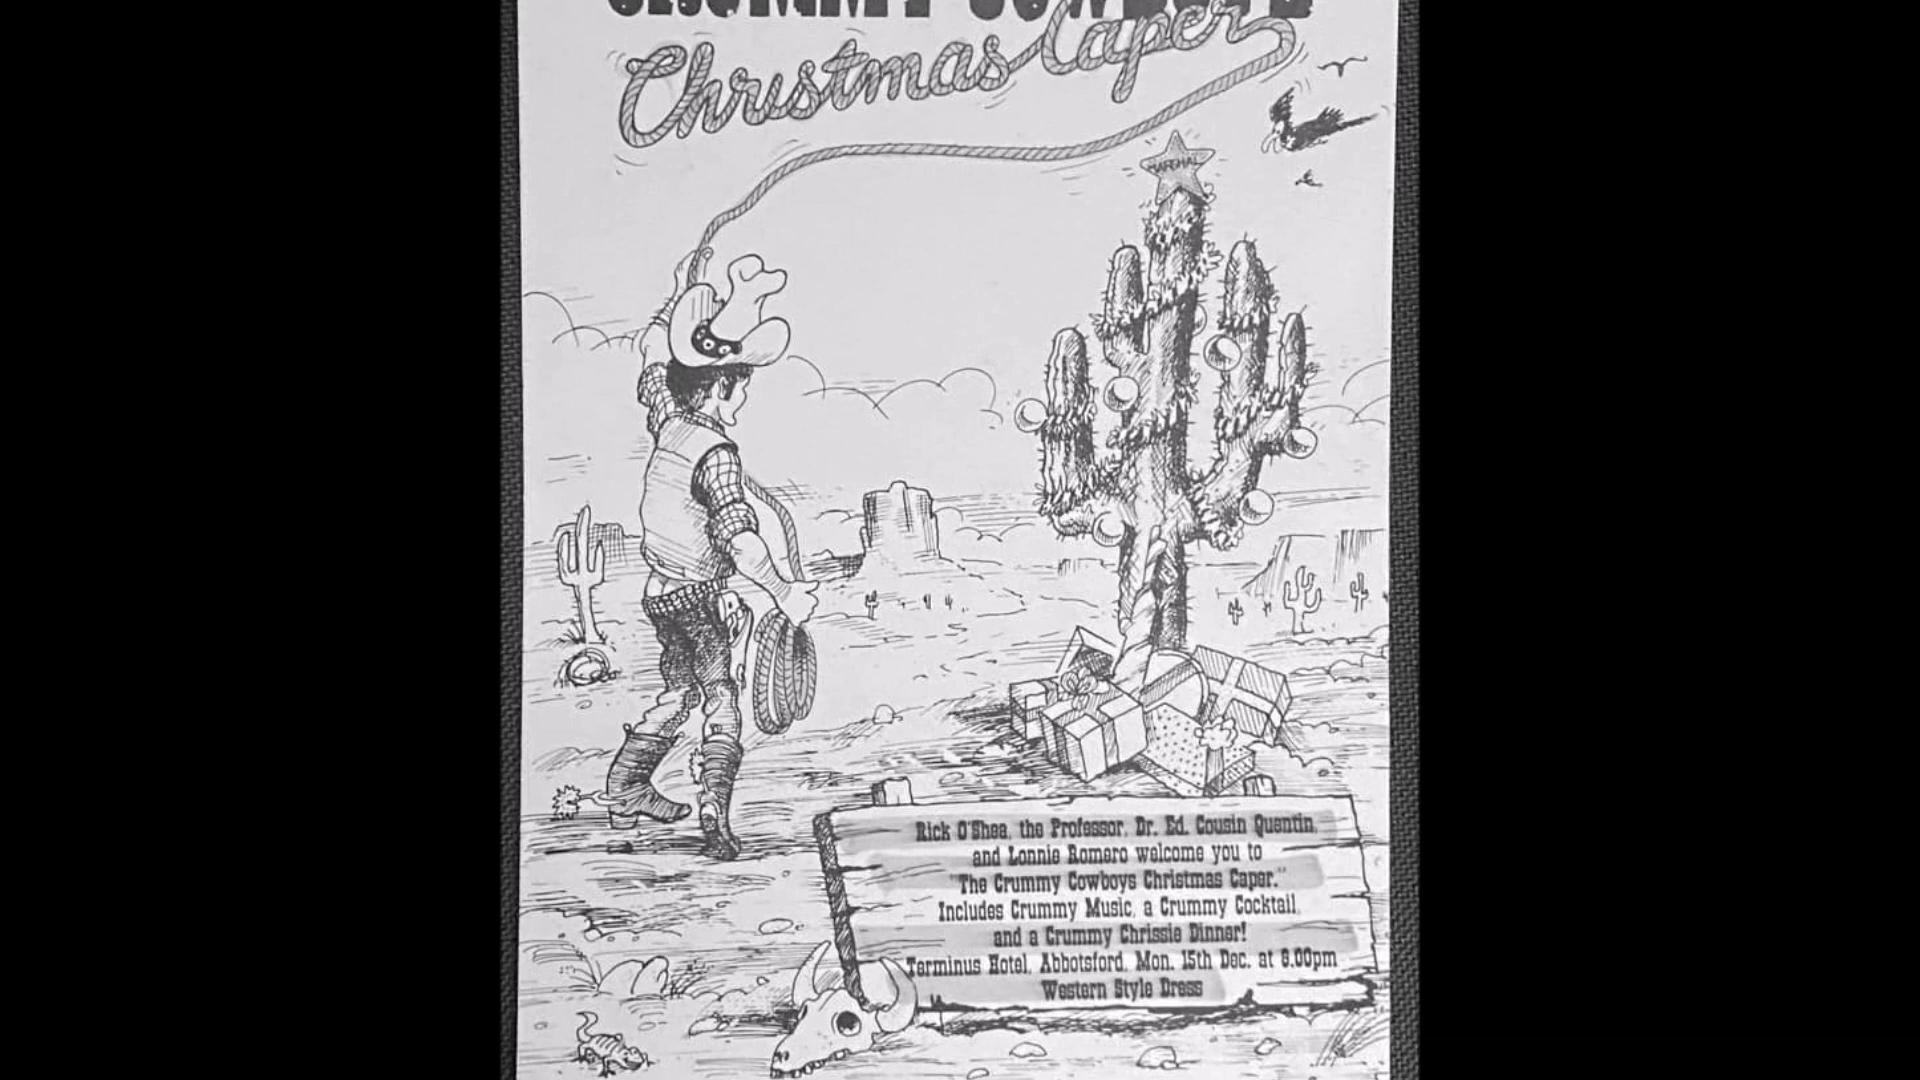 CRUMMY COWBOYS
Christmas Caper
MARSHAL
Rick O'Shea, the Professor, Dr. Ed. Cousin Quentin,
and Lonnie Romero welcome you to
"The Crummy Cowboys Christmas Caper."
Includes Crummy Music, a Crummy Cocktail,
and a Crummy Chrissie Dinner!
Terminus Hotel, Abbotsford, Mon. 15th Dec. at
Western Style Dress